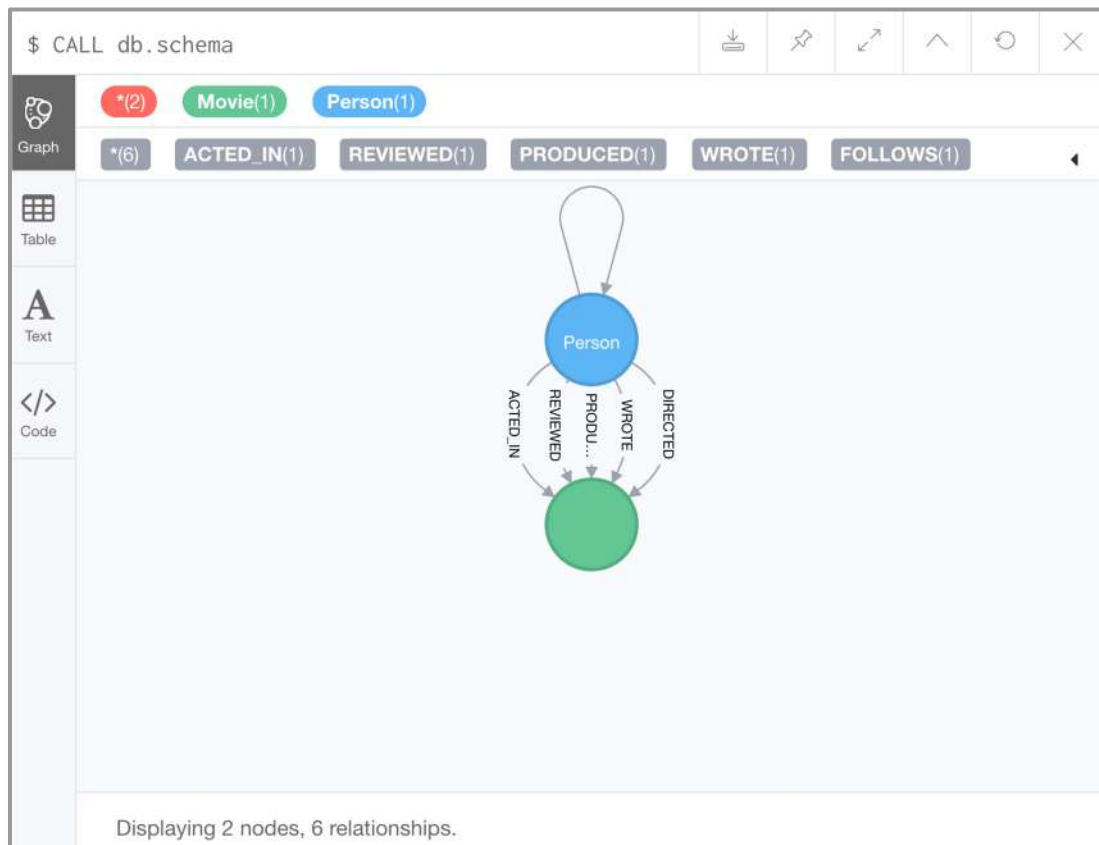 $ CALL db.schema
*(2) Movie(1) Person(1)
Graph
*(6) ACTED_IN(1) REVIEWED(1) PRODUCED(1) WROTE(1) FOLLOWS(1)
Table
A
Text
</>
Code
Person
ACTED_IN
REVIEWED
PRODU...
WROTE
DIRECTED
Displaying 2 nodes, 6 relationships.